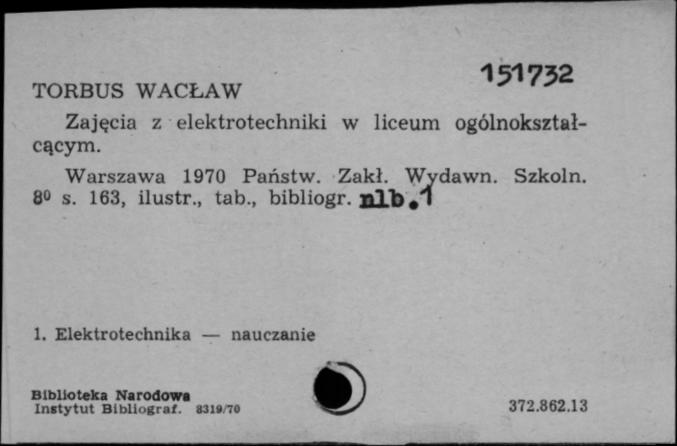 151732
TORBUS WACŁAW
Zajęcia z elektrotechniki w liceum ogólnokształ-
cącym.
Warszawa 1970 Państw. Zakł. Wydawn. Szkoln.
8⁰ s. 163, ilustr., tab., bibliogr. nlb.1
1. Elektrotechnika — nauczanie
Biblioteka Narodowa
Instytut Bibliograf. 8319/70
372.862.13